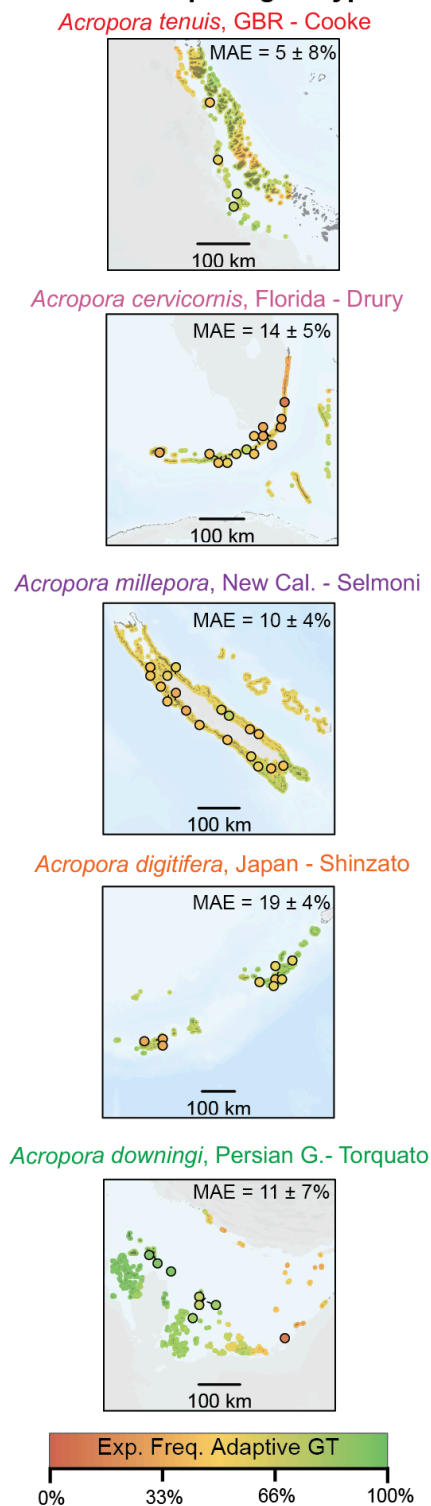 Acropora tenuis, GBR - Cooke
MAE = 5 ± 8%
100 km
Acropora cervicornis, Florida - Drury
MAE = 14 ± 5%
100 km
Acropora millepora, New Cal. - Selmoni
MAE = 10 ± 4%
100 km
Acropora digitifera, Japan - Shinzato
MAE = 19 ± 4%
100 km
Acropora downingi, Persian G.- Torquato
MAE = 11 ± 7%
100 km
Exp. Freq. Adaptive GT
0% 33% 66% 100%